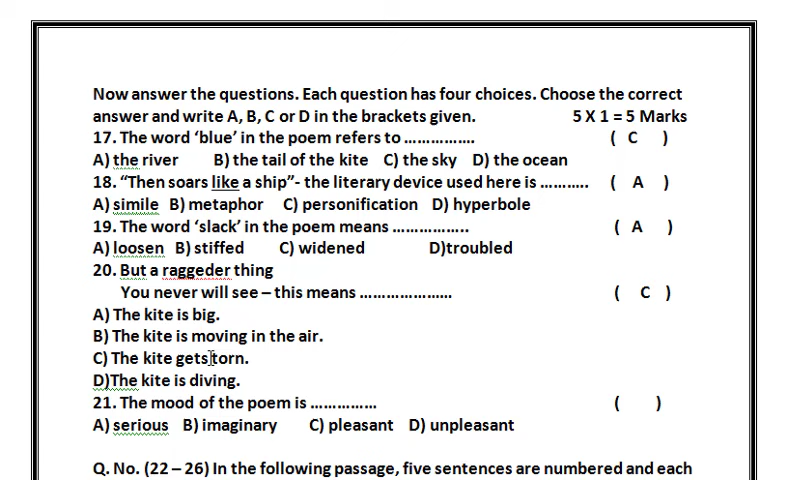 Now answer the questions. Each question has four choices. Choose the correct
answer and write A, B, C or D in the brackets given. 5 X 1 = 5 Marks
17. The word ‘blue’ in the poem refers to ……………. ( C )
A) the river B) the tail of the kite C) the sky D) the ocean
18. “Then soars like a ship”- the literary device used here is ……….. ( A )
A) simile B) metaphor C) personification D) hyperbole
19. The word ‘slack’ in the poem means …………….. ( A )
A) loosen B) stiffed C) widened D)troubled
20. But a raggeder thing
You never will see – this means ………………… ( C )
A) The kite is big.
B) The kite is moving in the air.
C) The kite gets torn.
D)The kite is diving.
21. The mood of the poem is ………….. ( )
A) serious B) imaginary C) pleasant D) unpleasant
Q. No. (22 – 26) In the following passage, five sentences are numbered and each